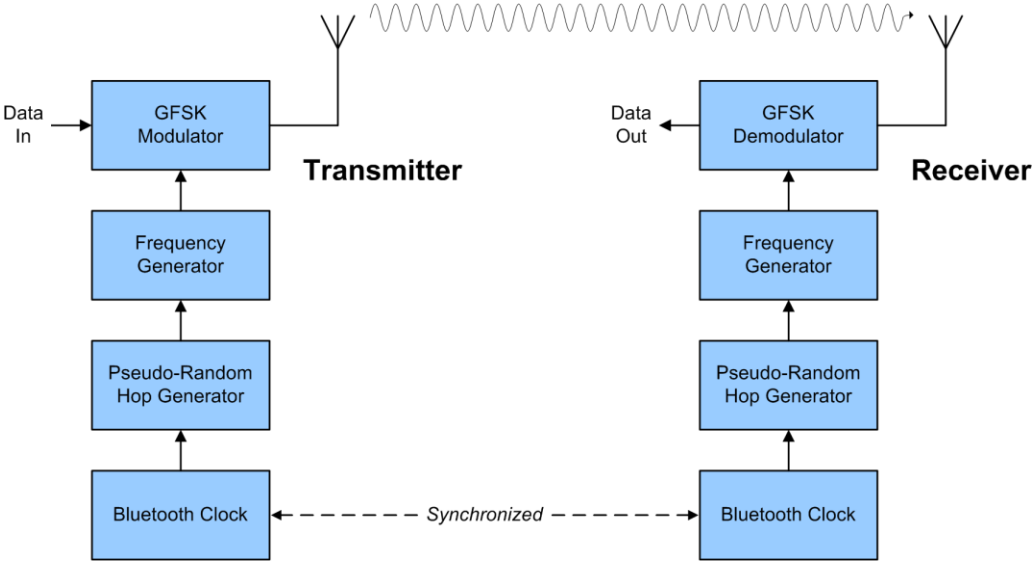 Data
In
GFSK
Modulator
Transmitter
Frequency
Generator
Pseudo-Random
Hop Generator
Bluetooth Clock
Synchronized
Data
Out
GFSK
Demodulator
Receiver
Frequency
Generator
Pseudo-Random
Hop Generator
Bluetooth Clock